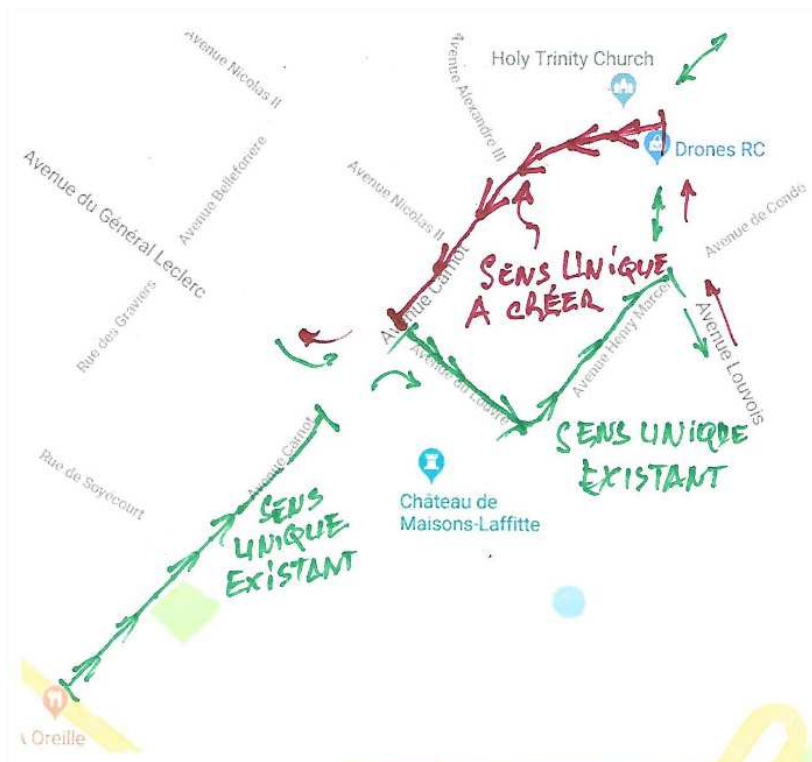 Avenue Nicolas II
Avenue Alexandre III
Holy Trinity Church
Drones RC
Avenue Belleforière
Avenue du Général Leclerc
Avenue Nicolas II
Avenue de Condé
Rue des Graviers
Avenue Carnot
SENS UNIQUE
A CRÉER
Avenue Henry Marcel
Avenue Louvois
Avenue du Louvre
Avenue Carnot
SENS UNIQUE
EXISTANT
Rue de Soyecourt
Château de
Maisons-Laffitte
SENS
UNIQUE
EXISTANT
Oreille